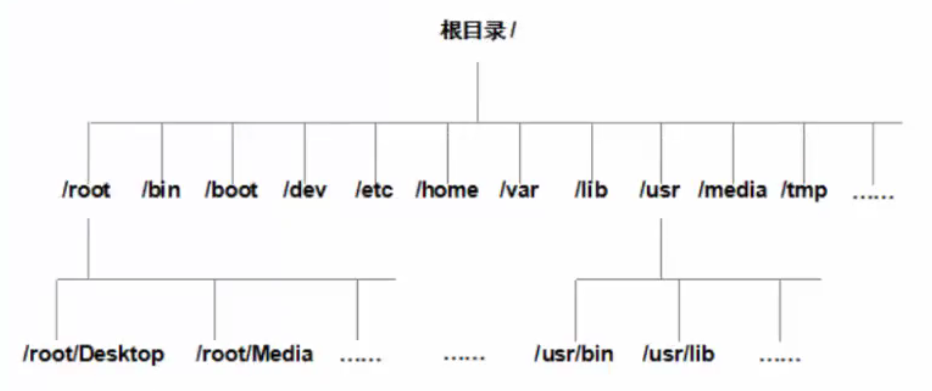 根目录 /
/root /bin /boot /dev /etc /home /var /lib /usr /media /tmp ……
/root/Desktop /root/Media …… …… /usr/bin /usr/lib ……